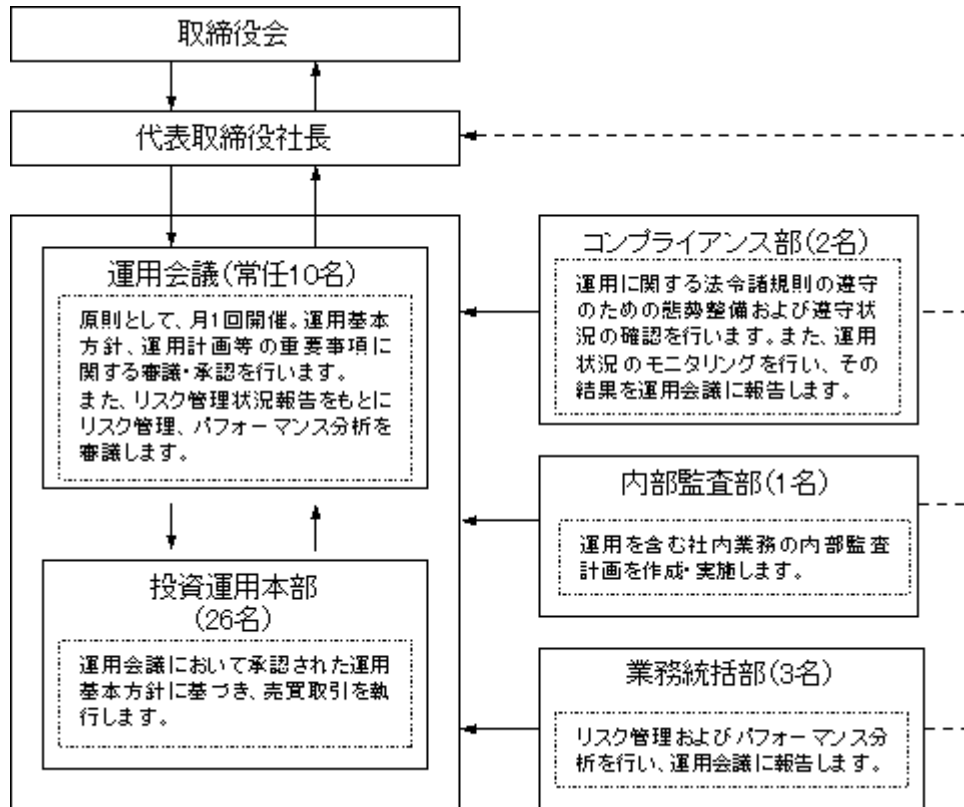 取締役会
代表取締役社長
運用会議(常任10名)
原則として、月1回開催。運用基本
方針、運用計画等の重要事項に
関する審議・承認を行います。
また、リスク管理状況報告をもとに
リスク管理、パフォーマンス分析を
審議します。
投資運用本部
(26名)
運用会議において承認された運用
基本方針に基づき、売買取引を執
行します。
コンプライアンス部(2名)
運用に関する法令諸規則の遵守
のための態勢整備および遵守状
況の確認を行います。また、運用
状況のモニタリングを行い、その
結果を運用会議に報告します。
内部監査部(1名)
運用を含む社内業務の内部監査
計画を作成・実施します。
業務統括部(3名)
リスク管理およびパフォーマンス分
析を行い、運用会議に報告します。